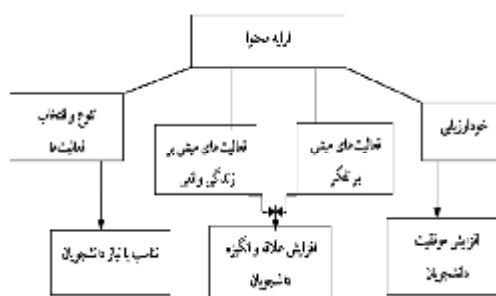 ارایه محتوا
خودارزیابی
فعالیت‌های مبتنی
بر تفکر
فعالیت‌های مبتنی بر
زندگی واقعی
تنوع و انتخاب
فعالیت‌ها
افزایش موفقیت
دانشجویان
افزایش علاقه و انگیزه
دانشجویان
تناسب با نیاز دانشجویان